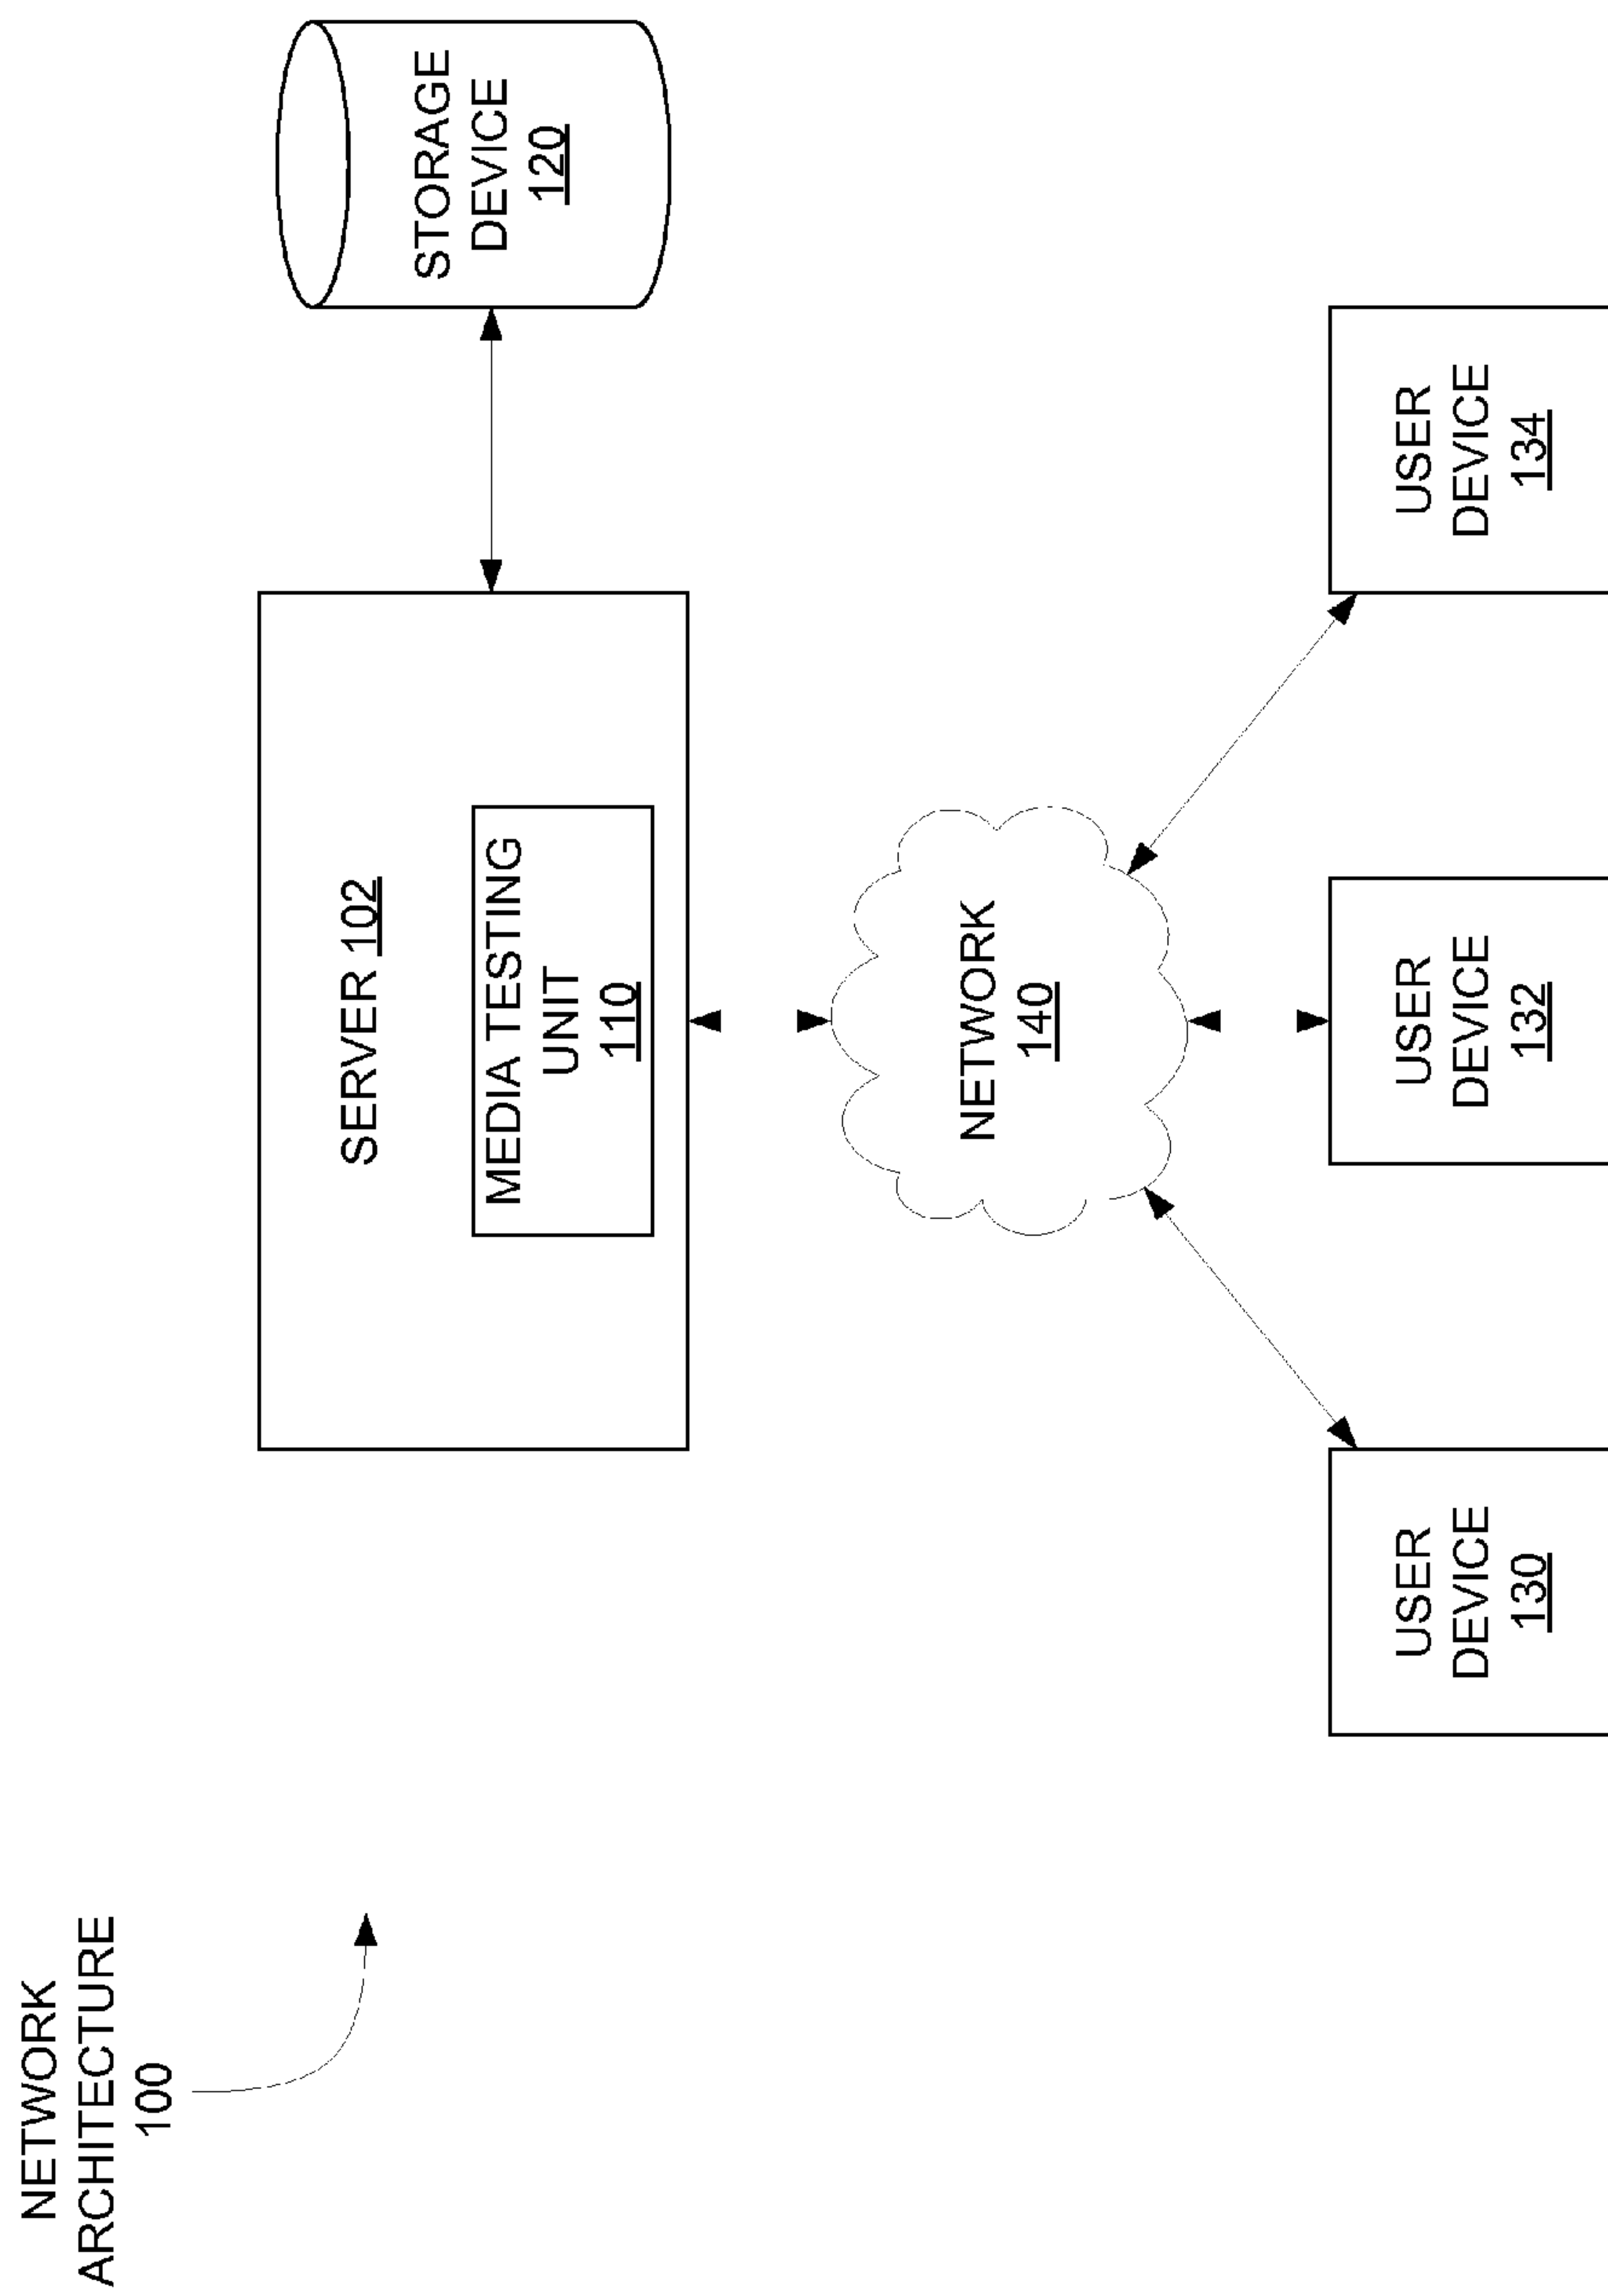 NETWORK
ARCHITECTURE
100
SERVER 102
MEDIA TESTING
UNIT
110
STORAGE
DEVICE
120
NETWORK
140
USER
DEVICE
130
USER
DEVICE
132
USER
DEVICE
134